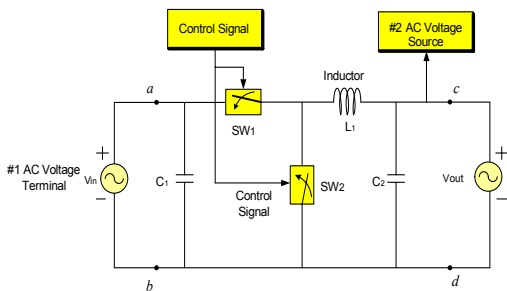 Control Signal
#2 AC Voltage
Source
a
c
Inductor
SW1
L1
+
+
#1 AC Voltage
Terminal
Vin
C1
SW2
C2
Vout
Control
Signal
−
−
b
d